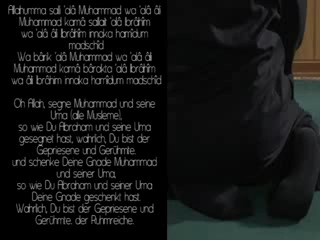 Allahumma salli 'alâ Muhammad wa 'alâ âli
Muhammad kamâ sallait 'alâ Ibrâhîm
wa 'alâ âli Ibrâhîm innaka hamîdum
madschîd
Wa bârik 'alâ Muhammad wa 'alâ âli
Muhammad kamâ bârakta 'alâ Ibrâhîm
wa âli Ibrahim innaka hamîdum madschîd
Oh Allah, segne Muhammad und seine
Uma (alle Muslieme),
so wie Du Abraham und seine Uma
gesegnet hast, wahrlich, Du bist der
Gepriesene und Gerühmte.
und schenke Deine Gnade Muhammad
und seiner Uma,
so wie Du Abraham und seiner Uma
Deine Gnade geschenkt hast.
Wahrlich, Du bist der Gepriesene und
Gerühmte. der Ruhmreiche.